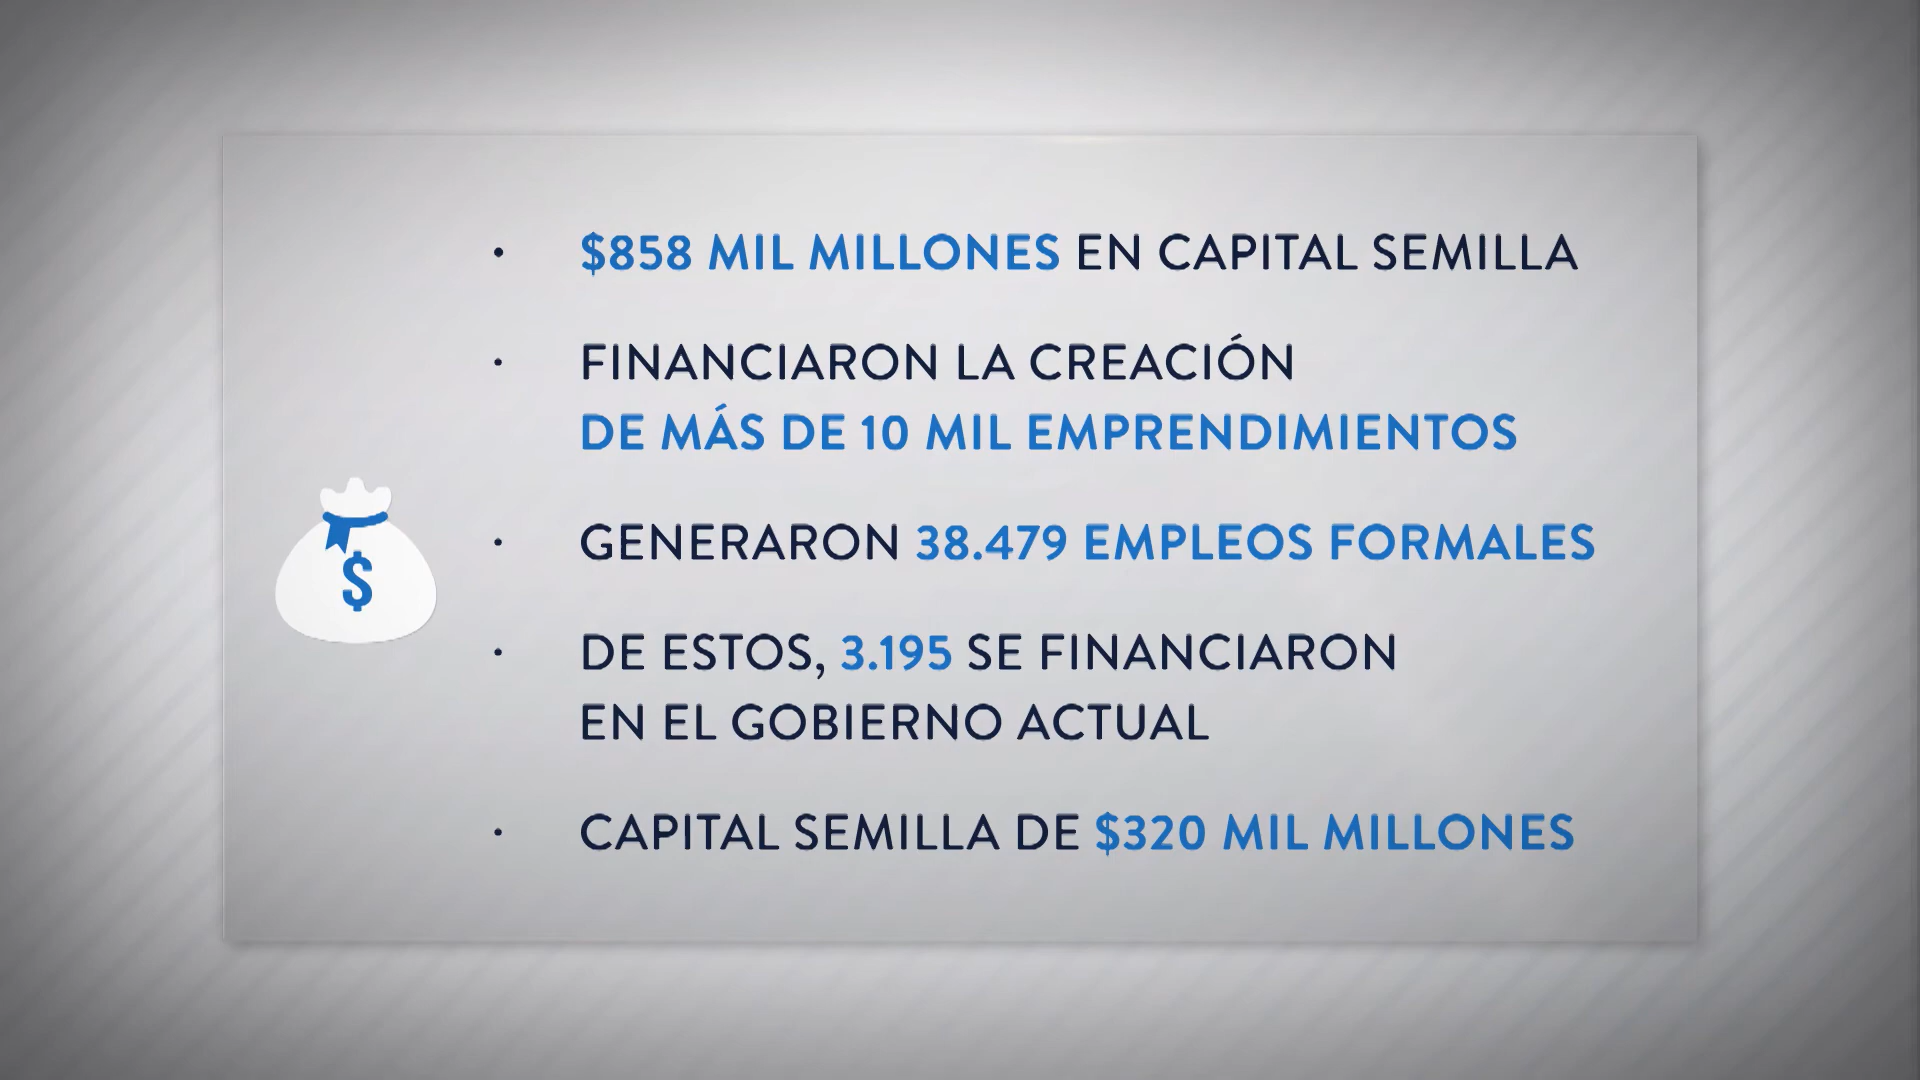 · $858 MIL MILLONES EN CAPITAL SEMILLA
· FINANCIARON LA CREACIÓN
DE MÁS DE 10 MIL EMPRENDIMIENTOS
· GENERARON 38.479 EMPLEOS FORMALES
· DE ESTOS, 3.195 SE FINANCIARON
EN EL GOBIERNO ACTUAL
$
· CAPITAL SEMILLA DE $320 MIL MILLONES